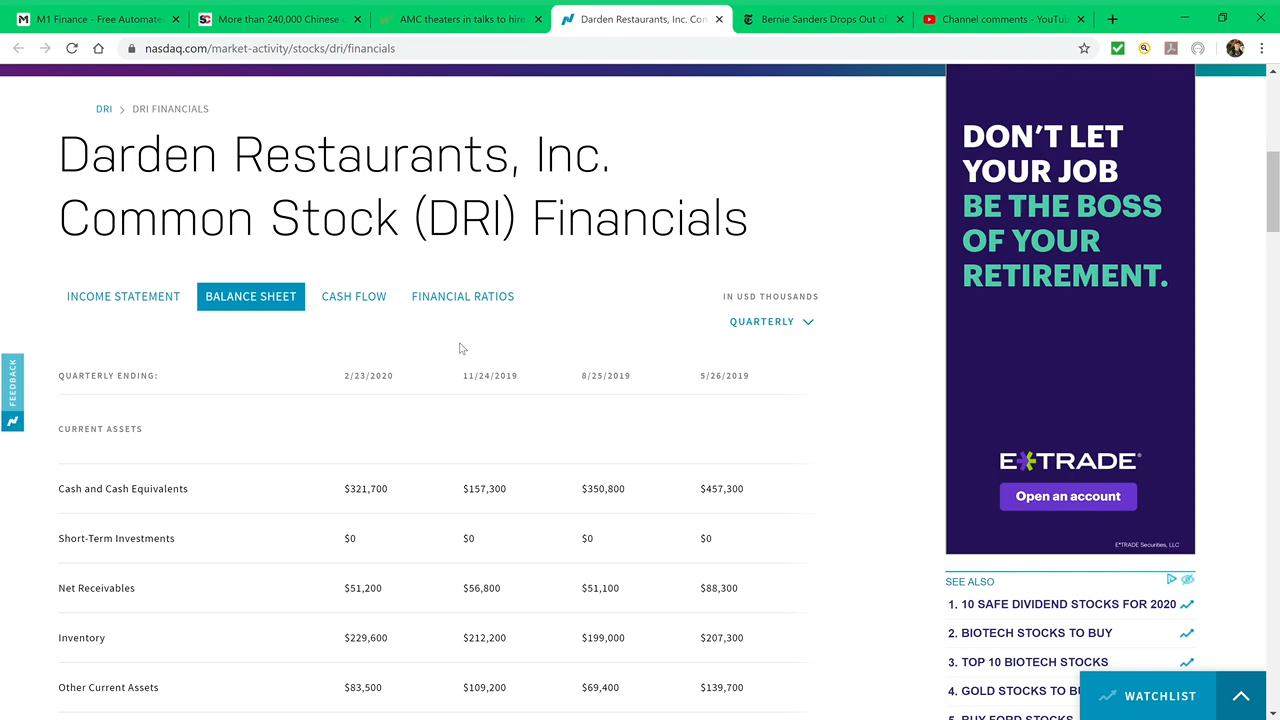 M1 Finance - Free Automate
More than 240,000 Chinese c
AMC theaters in talks to hire
Darden Restaurants, Inc. Con
Bernie Sanders Drops Out of
Channel comments - YouTub
nasdaq.com/market-activity/stocks/dri/financials
DRI > DRI FINANCIALS
Darden Restaurants, Inc.
Common Stock (DRI) Financials
INCOME STATEMENT BALANCE SHEET CASH FLOW FINANCIAL RATIOS
IN USD THOUSANDS
QUARTERLY
QUARTERLY ENDING: 2/23/2020 11/24/2019 8/25/2019 5/26/2019
CURRENT ASSETS
Cash and Cash Equivalents $321,700 $157,300 $350,800 $457,300
Short-Term Investments $0 $0 $0 $0
Net Receivables $51,200 $56,800 $51,100 $88,300
Inventory $229,600 $212,200 $199,000 $207,300
Other Current Assets $83,500 $109,200 $69,400 $139,700
FEEDBACK
DON'T LET
YOUR JOB
BE THE BOSS
OF YOUR
RETIREMENT.
E*TRADE®
Open an account
E*TRADE Securities, LLC
SEE ALSO
1. 10 SAFE DIVIDEND STOCKS FOR 2020
2. BIOTECH STOCKS TO BUY
3. TOP 10 BIOTECH STOCKS
4. GOLD STOCKS TO BU
5. BUY FORD STOCKS
WATCHLIST